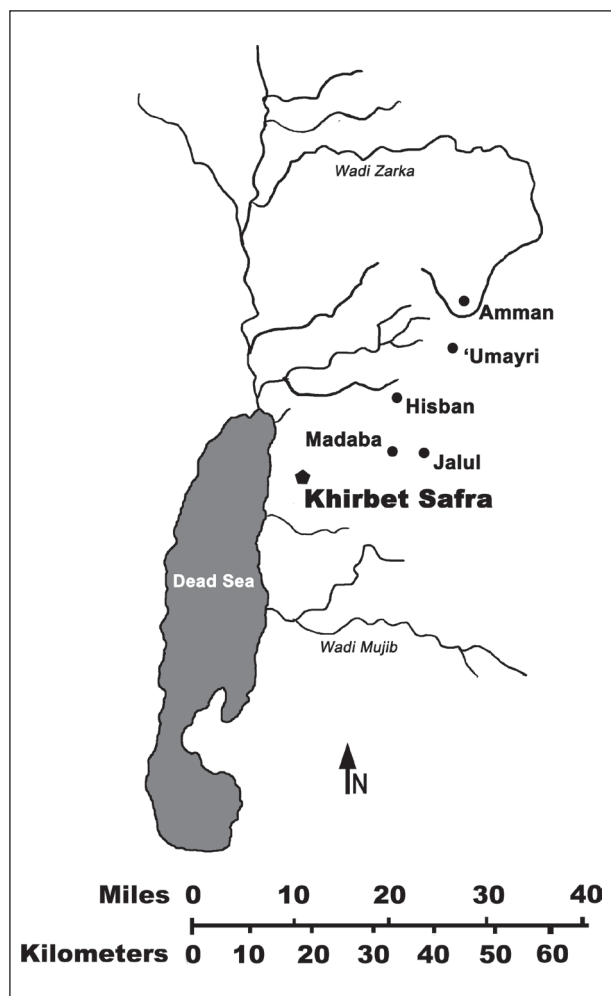 Wadi Zarka
Amman
‘Umayri
Hisban
Madaba
Jalul
Khirbet Safra
Dead Sea
Wadi Mujib
N
Miles 0 10 20 30 40
Kilometers 0 10 20 30 40 50 60